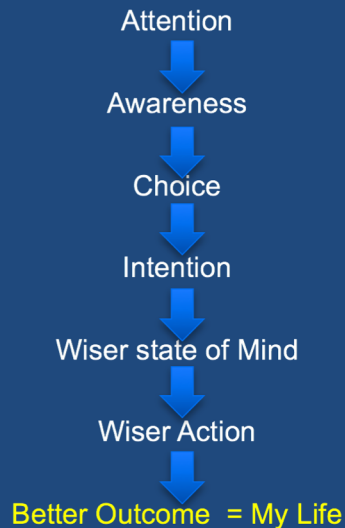 Attention
Awareness
Choice
Intention
Wiser state of Mind
Wiser Action
Better Outcome = My Life